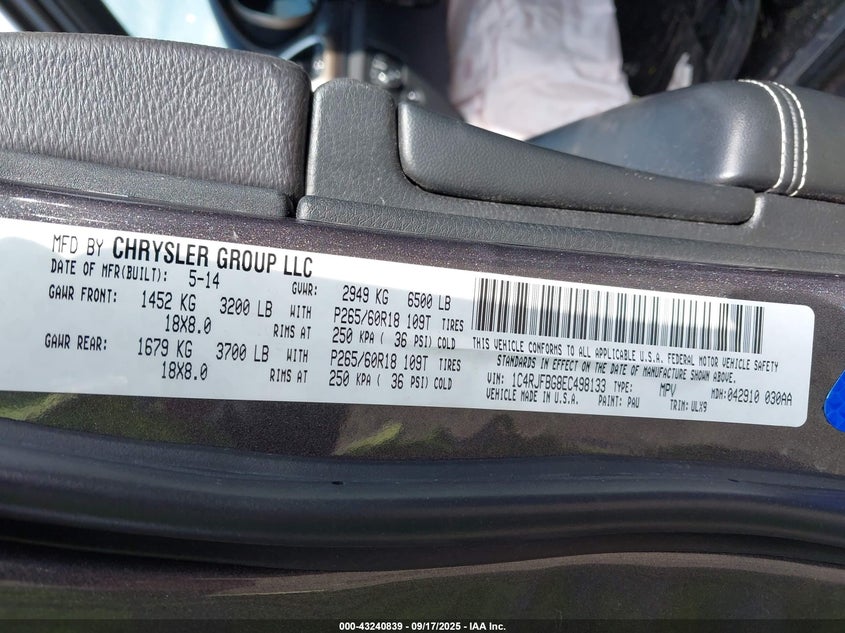 MFD BY CHRYSLER GROUP LLC
DATE OF MFR(BUILT): 5-14 GVWR: 2949 KG 6500 LB
GAWR FRONT: 1452 KG 3200 LB WITH P265/60R18 109T TIRES
18X8.0 RIMS AT 250 KPA ( 36 PSI) COLD
GAWR REAR: 1679 KG 3700 LB WITH P265/60R18 109T TIRES
18X8.0 RIMS AT 250 KPA ( 36 PSI) COLD
THIS VEHICLE CONFORMS TO ALL APPLICABLE U.S.A. FEDERAL MOTOR VEHICLE SAFETY
STANDARDS IN EFFECT ON THE DATE OF MANUFACTURE SHOWN ABOVE.
VIN: 1C4RJFBG8EC498133 TYPE: MPV MDH: 042910 030AA
VEHICLE MADE IN U.S.A. PAINT: PAU TRIM: ULX9
000-43240839 - 09/17/2025 - IAA Inc.